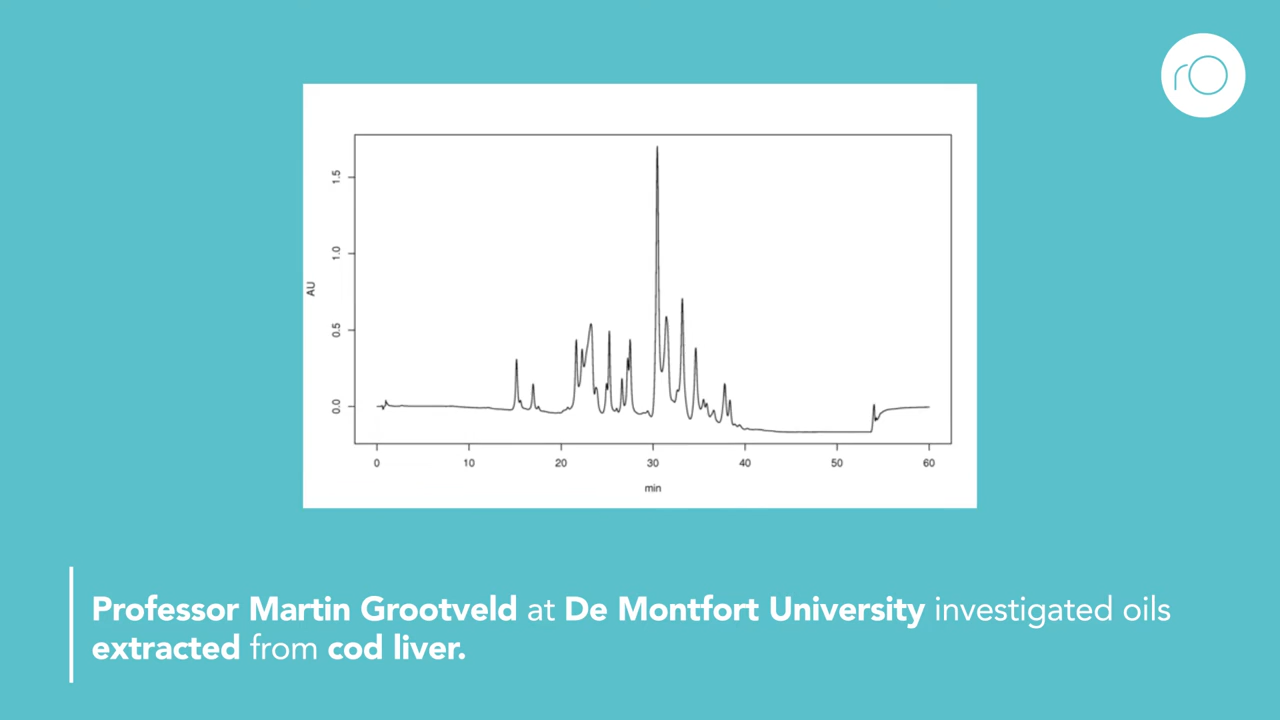 rO
AU
1.5
1.0
0.5
0.0
0 10 20 30 40 50 60
min
Professor Martin Grootveld at De Montfort University investigated oils
extracted from cod liver.